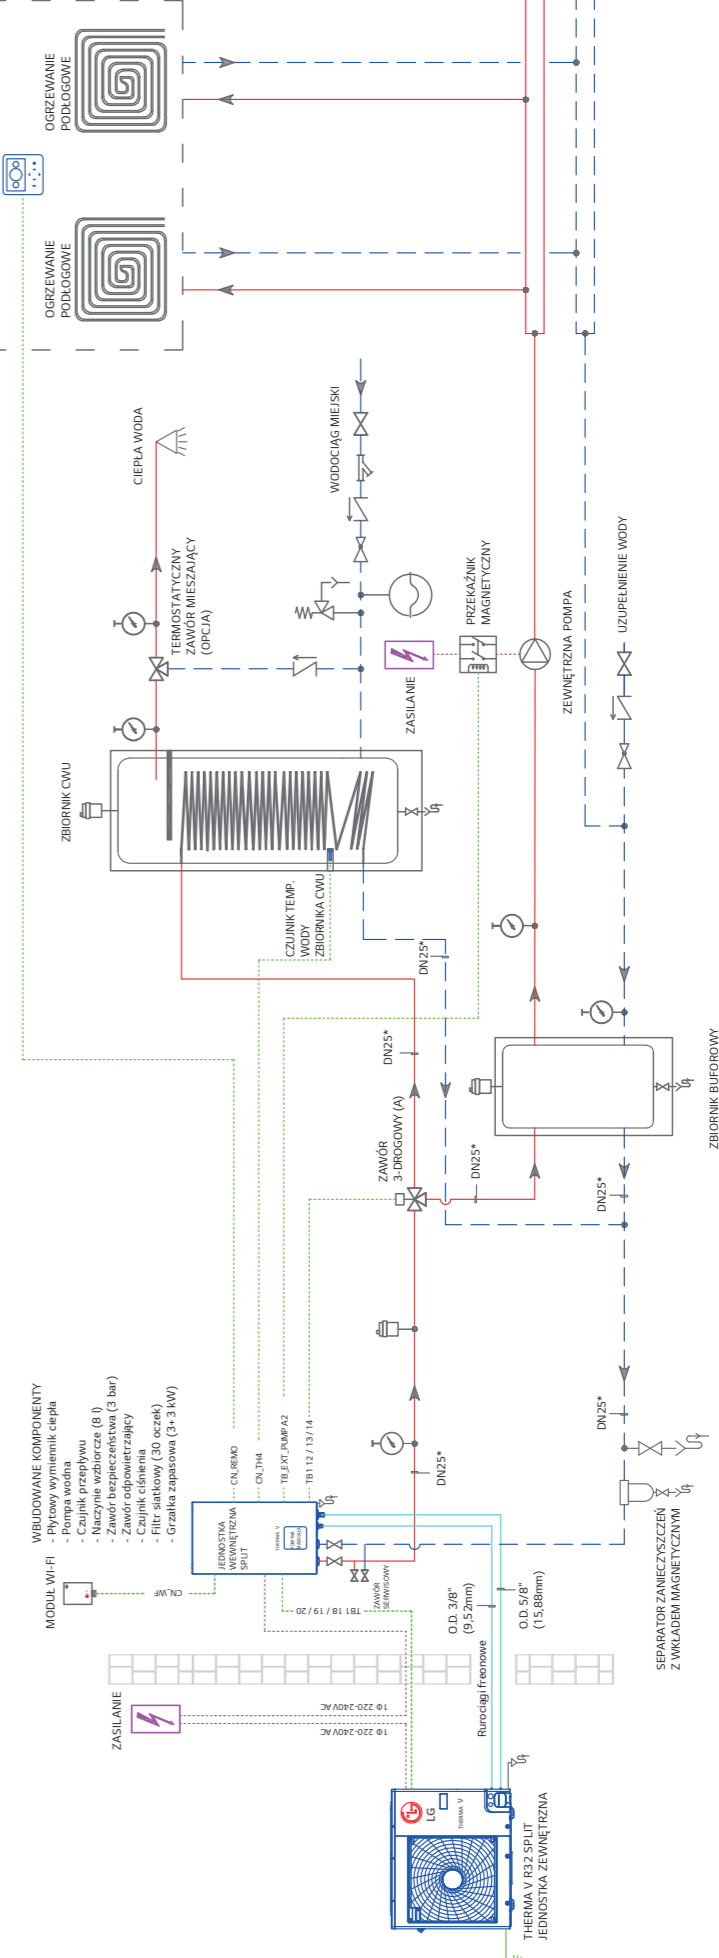 THERMA V R32 SPLIT
JEDNOSTKA ZEWNĘTRZNA
LG
THERMA V
ZASILANIE
1Φ 220-240V AC
1Φ 220-240V AC
Rurociągi freonowe
O.D. 3/8"
(9,52mm)
O.D. 5/8"
(15,88mm)
MODUŁ WI-FI
CN_WF
TB1 18 / 19 / 20
WBUDOWANE KOMPONENTY
- Płytowy wymiennik ciepła
- Pompa wodna
- Czujnik przepływu
- Naczynie wzbiorcze (8 l)
- Zawór bezpieczeństwa (3 bar)
- Zawór odpowietrzający
- Czujnik ciśnienia
- Filtr siatkowy (30 oczek)
- Grzałka zapasowa (3+3 kW)
JEDNOSTKA
WEWNĘTRZNA
SPLIT
THERMA V
ZAWÓR
SERWISOWY
CN_REMO
CN_TH4
TB_EXT_PUMP A2
TB1 12 / 13 / 14
DN25*
SEPARATOR ZANIECZYSZCZEŃ
Z WKŁADEM MAGNETYCZNYM
DN25*
ZAWÓR
3-DROGOWY (A)
DN25*
DN25*
DN25*
DN25*
ZBIORNIK BUFOROWY
CZUJNIK TEMP.
WODY
ZBIORNIKA CWU
ZBIORNIK CWU
TERMOSTATYCZNY
ZAWÓR MIESZAJĄCY
(OPCJA)
CIEPŁA WODA
WODOCIĄG MIEJSKI
ZASILANIE
PRZEKAŹNIK
MAGNETYCZNY
ZEWNĘTRZNA POMPA
UZUPEŁNIENIE WODY
OGRZEWANIE
PODŁOGOWE
OGRZEWANIE
PODŁOGOWE